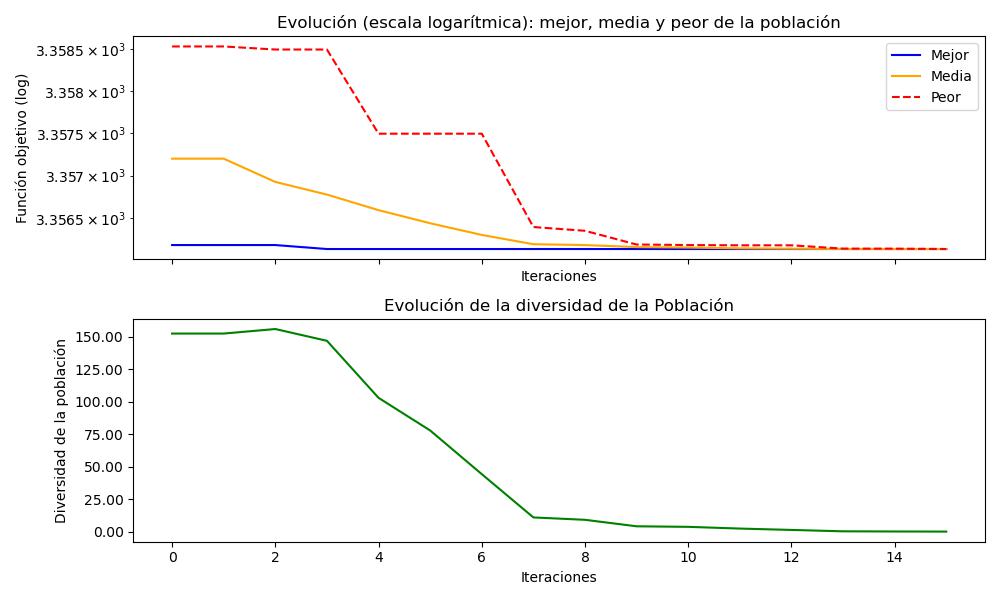 Evolución (escala logarítmica): mejor, media y peor de la población
Función objetivo (log)
3.3585 × 10³
3.358 × 10³
3.3575 × 10³
3.357 × 10³
3.3565 × 10³
Mejor
Media
Peor
Iteraciones
Evolución de la diversidad de la Población
Diversidad de la población
150.00
125.00
100.00
75.00
50.00
25.00
0.00
0 2 4 6 8 10 12 14
Iteraciones